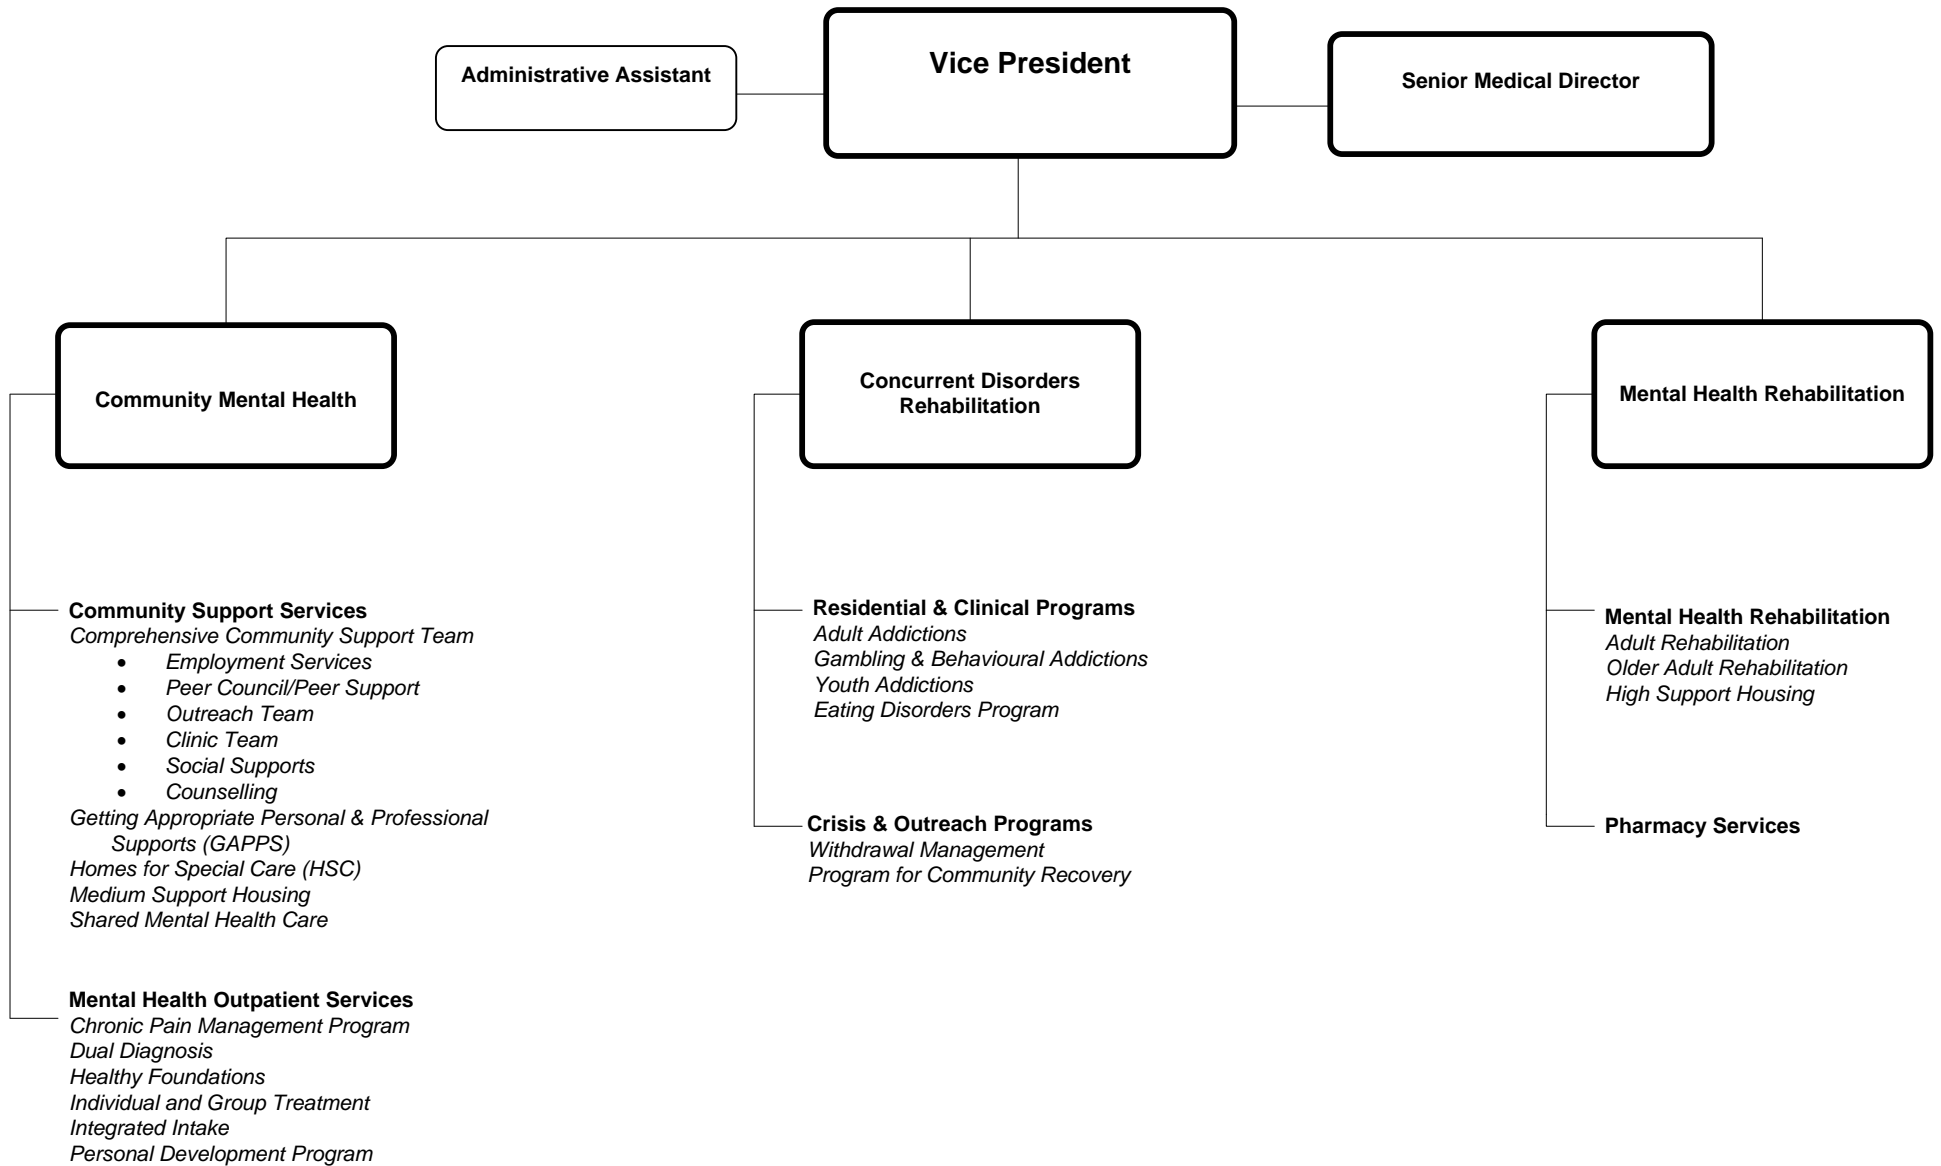 Administrative Assistant
Vice President
Senior Medical Director
Community Mental Health
Concurrent Disorders
Rehabilitation
Mental Health Rehabilitation
Community Support Services
Comprehensive Community Support Team
• Employment Services
• Peer Council/Peer Support
• Outreach Team
• Clinic Team
• Social Supports
• Counselling
Getting Appropriate Personal & Professional
Supports (GAPPS)
Homes for Special Care (HSC)
Medium Support Housing
Shared Mental Health Care
Mental Health Outpatient Services
Chronic Pain Management Program
Dual Diagnosis
Healthy Foundations
Individual and Group Treatment
Integrated Intake
Personal Development Program
Residential & Clinical Programs
Adult Addictions
Gambling & Behavioural Addictions
Youth Addictions
Eating Disorders Program
Crisis & Outreach Programs
Withdrawal Management
Program for Community Recovery
Mental Health Rehabilitation
Adult Rehabilitation
Older Adult Rehabilitation
High Support Housing
Pharmacy Services